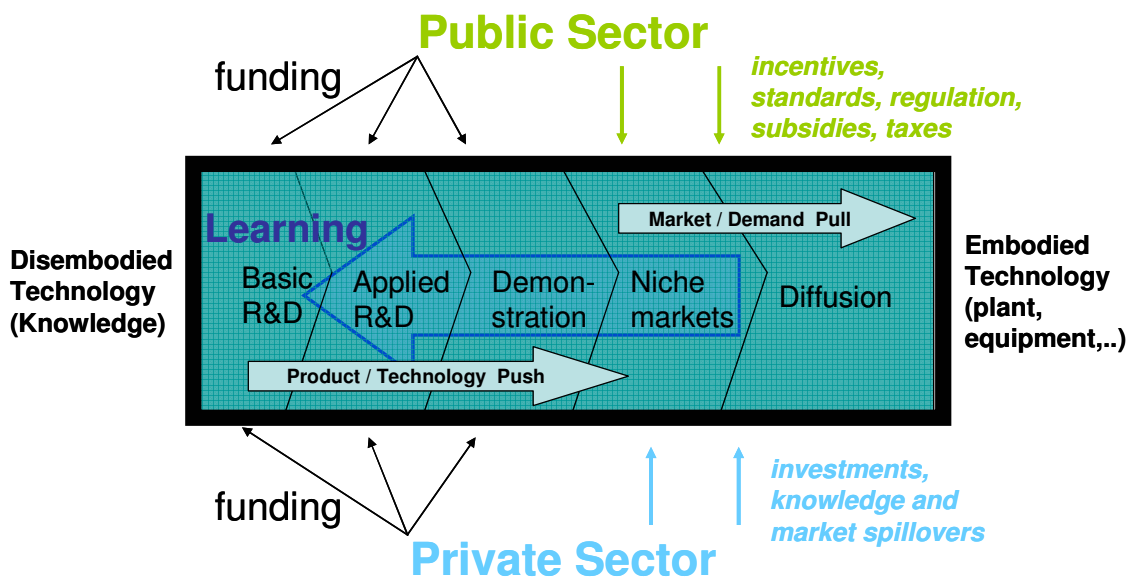 Public Sector
funding
incentives,
standards, regulation,
subsidies, taxes
Market / Demand Pull
Learning
Disembodied
Technology
(Knowledge)
Basic
R&D
Applied
R&D
Demon-
stration
Niche
markets
Diffusion
Embodied
Technology
(plant,
equipment,..)
Product / Technology Push
funding
investments,
knowledge and
market spillovers
Private Sector